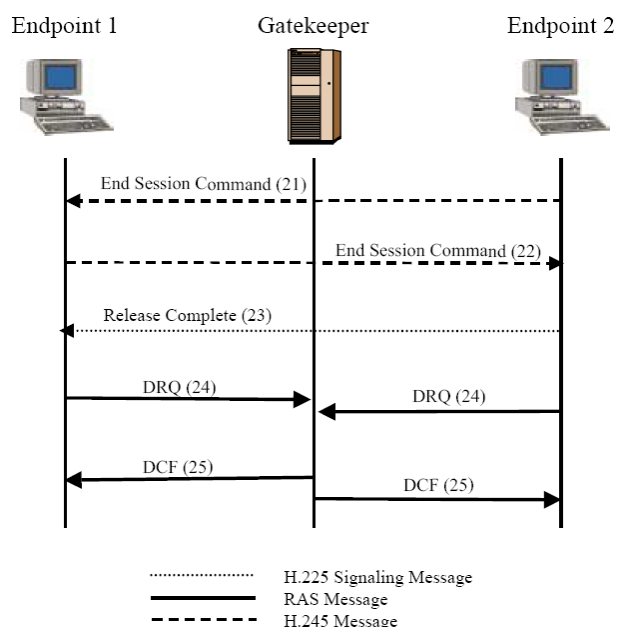 Endpoint 1 Gatekeeper Endpoint 2
End Session Command (21)
End Session Command (22)
Release Complete (23)
DRQ (24) DRQ (24)
DCF (25) DCF (25)
H.225 Signaling Message
RAS Message
H.245 Message